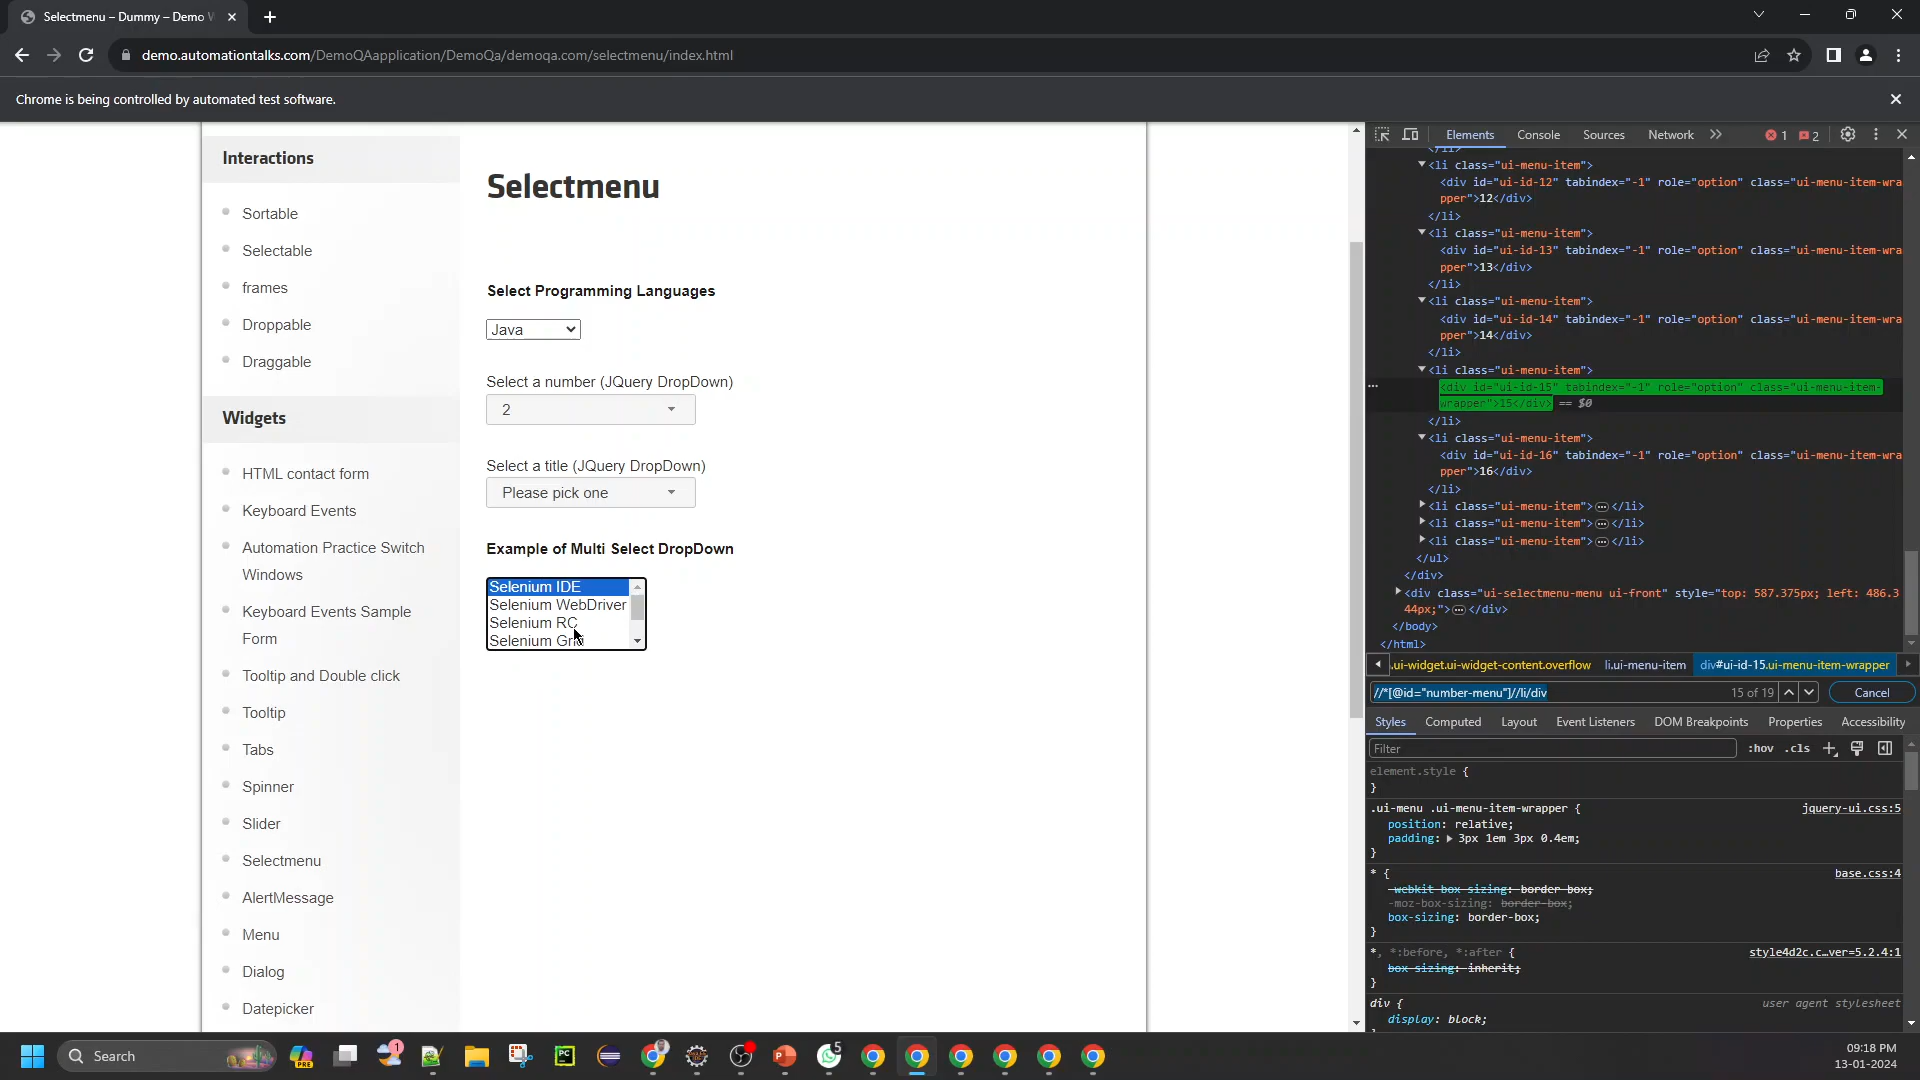 Selectmenu – Dummy – Demo W
demo.automationtalks.com/DemoQAapplication/DemoQa/demoqa.com/selectmenu/index.html
Chrome is being controlled by automated test software.
Interactions
Sortable
Selectable
frames
Droppable
Draggable
Widgets
HTML contact form
Keyboard Events
Automation Practice Switch
Windows
Keyboard Events Sample
Form
Tooltip and Double click
Tooltip
Tabs
Spinner
Slider
Selectmenu
AlertMessage
Menu
Dialog
Datepicker
Selectmenu
Select Programming Languages
Java
Select a number (JQuery DropDown)
2
Select a title (JQuery DropDown)
Please pick one
Example of Multi Select DropDown
Selenium IDE
Selenium WebDriver
Selenium RC
Selenium Grid
Elements Console Sources Network 1 2
</li>
<li class="ui-menu-item">
<div id="ui-id-12" tabindex="-1" role="option" class="ui-menu-item-wra
pper">12</div>
</li>
<li class="ui-menu-item">
<div id="ui-id-13" tabindex="-1" role="option" class="ui-menu-item-wra
pper">13</div>
</li>
<li class="ui-menu-item">
<div id="ui-id-14" tabindex="-1" role="option" class="ui-menu-item-wra
pper">14</div>
</li>
<li class="ui-menu-item">
<div id="ui-id-15" tabindex="-1" role="option" class="ui-menu-item-
wrapper">15</div> == $0
</li>
<li class="ui-menu-item">
<div id="ui-id-16" tabindex="-1" role="option" class="ui-menu-item-wra
pper">16</div>
</li>
<li class="ui-menu-item">…</li>
<li class="ui-menu-item">…</li>
<li class="ui-menu-item">…</li>
</ul>
</div>
<div class="ui-selectmenu-menu ui-front" style="top: 587.375px; left: 486.3
44px;">…</div>
</body>
</html>
.ui-widget.ui-widget-content.overflow li.ui-menu-item div#ui-id-15.ui-menu-item-wrapper
//*[@id="number-menu"]//li/div 15 of 19 Cancel
Styles Computed Layout Event Listeners DOM Breakpoints Properties Accessibility
Filter :hov .cls
element.style {
}
.ui-menu .ui-menu-item-wrapper { jquery-ui.css:5
position: relative;
padding: 3px 1em 3px 0.4em;
}
* { base.css:4
-webkit-box-sizing: border-box;
-moz-box-sizing: border-box;
box-sizing: border-box;
}
*, *:before, *:after { style4d2c.c…ver=5.2.4:1
box-sizing: inherit;
}
div { user agent stylesheet
display: block;
Search
PRE
1
PC
5
09:18 PM
13-01-2024